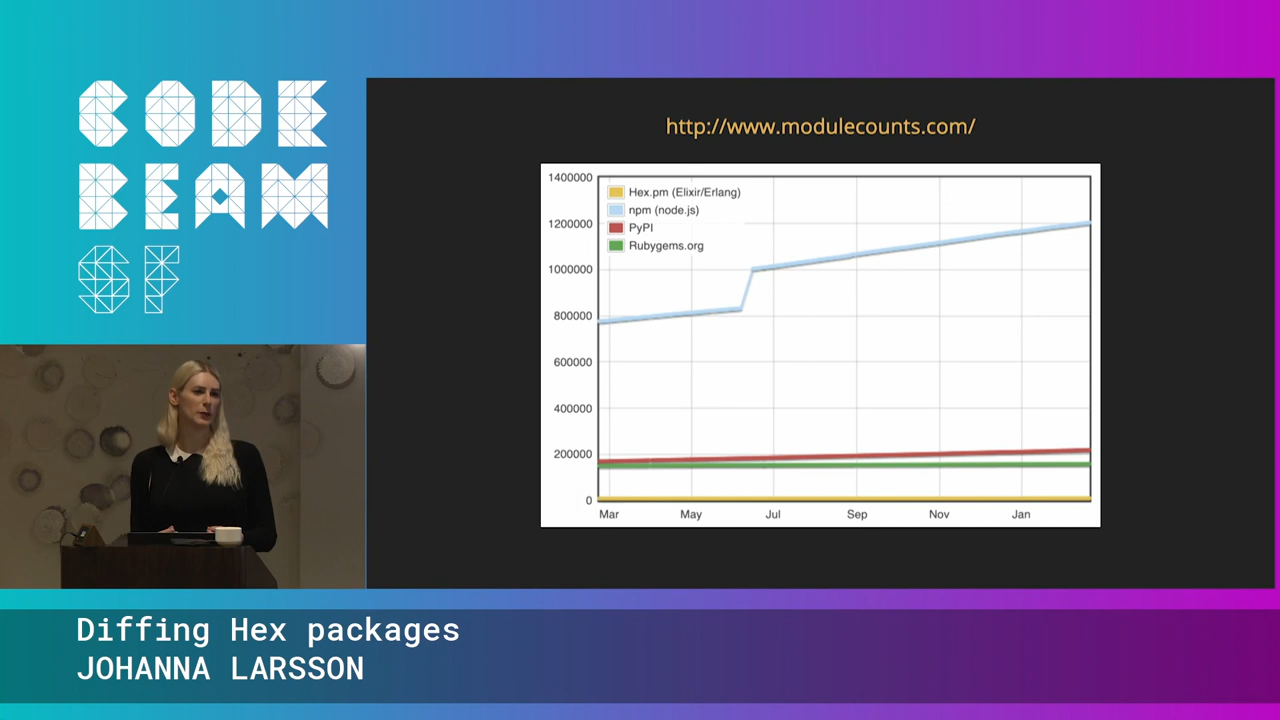 CODE
BEAM
SF
http://www.modulecounts.com/
1400000
1200000
1000000
800000
600000
400000
200000
0
Hex.pm (Elixir/Erlang)
npm (node.js)
PyPI
Rubygems.org
Mar May Jul Sep Nov Jan
Diffing Hex packages
JOHANNA LARSSON